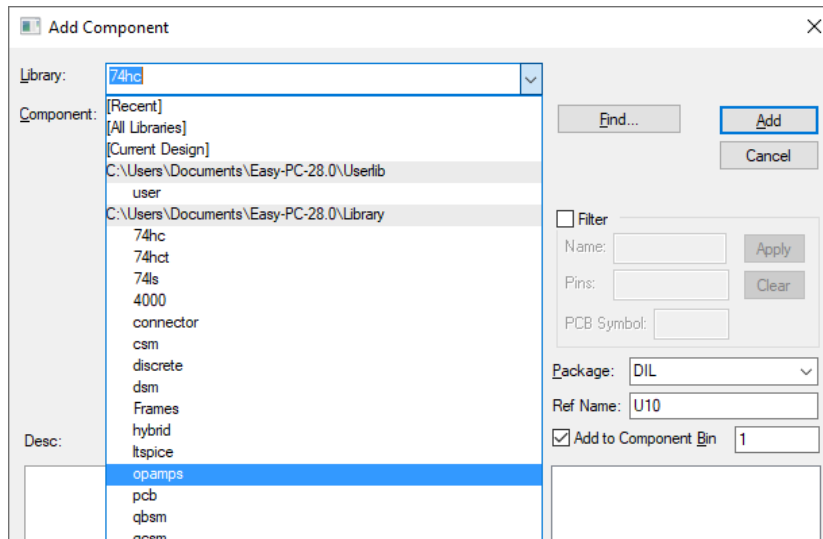 Add Component
Library:
74hc
Component:
[Recent]
[All Libraries]
[Current Design]
C:\Users\Documents\Easy-PC-28.0\Userlib
user
C:\Users\Documents\Easy-PC-28.0\Library
74hc
74hct
74ls
4000
connector
csm
discrete
dsm
Frames
hybrid
ltspice
opamps
pcb
qbsm
Find...
Add
Cancel
Filter
Name:
Apply
Pins:
Clear
PCB Symbol:
Package: DIL
Ref Name: U10
Add to Component Bin 1
Desc: